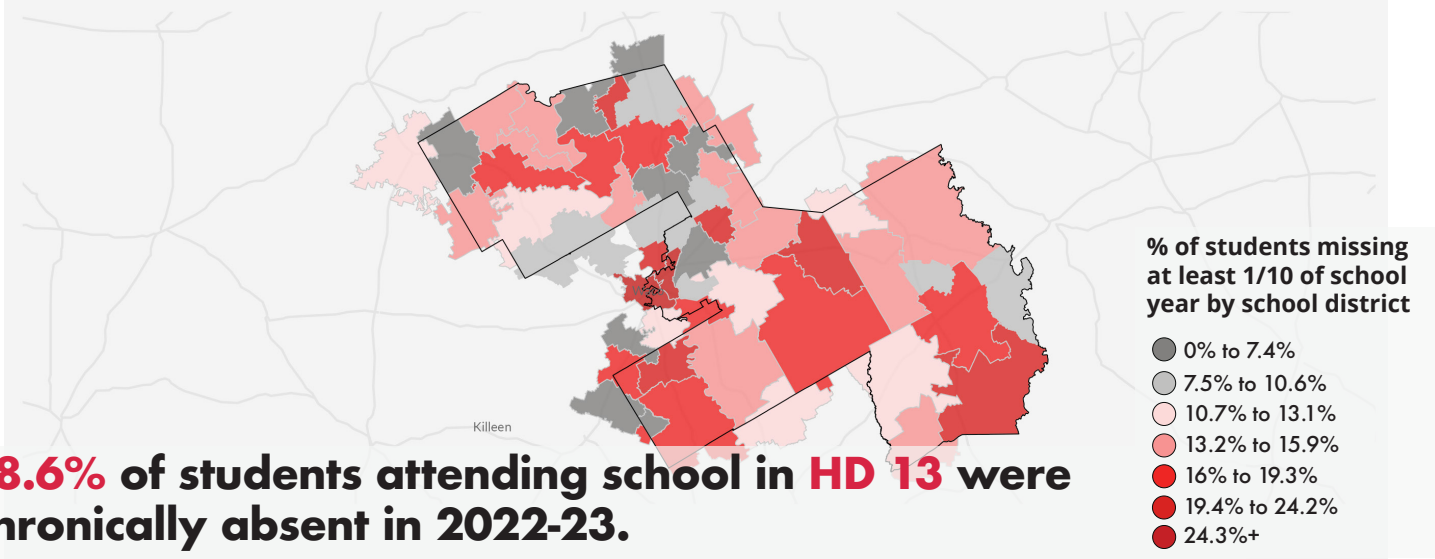 % of students missing
at least 1/10 of school
year by school district
0% to 7.4%
7.5% to 10.6%
10.7% to 13.1%
13.2% to 15.9%
16% to 19.3%
19.4% to 24.2%
24.3%+
Killeen
8.6% of students attending school in HD 13 were
hronically absent in 2022-23.